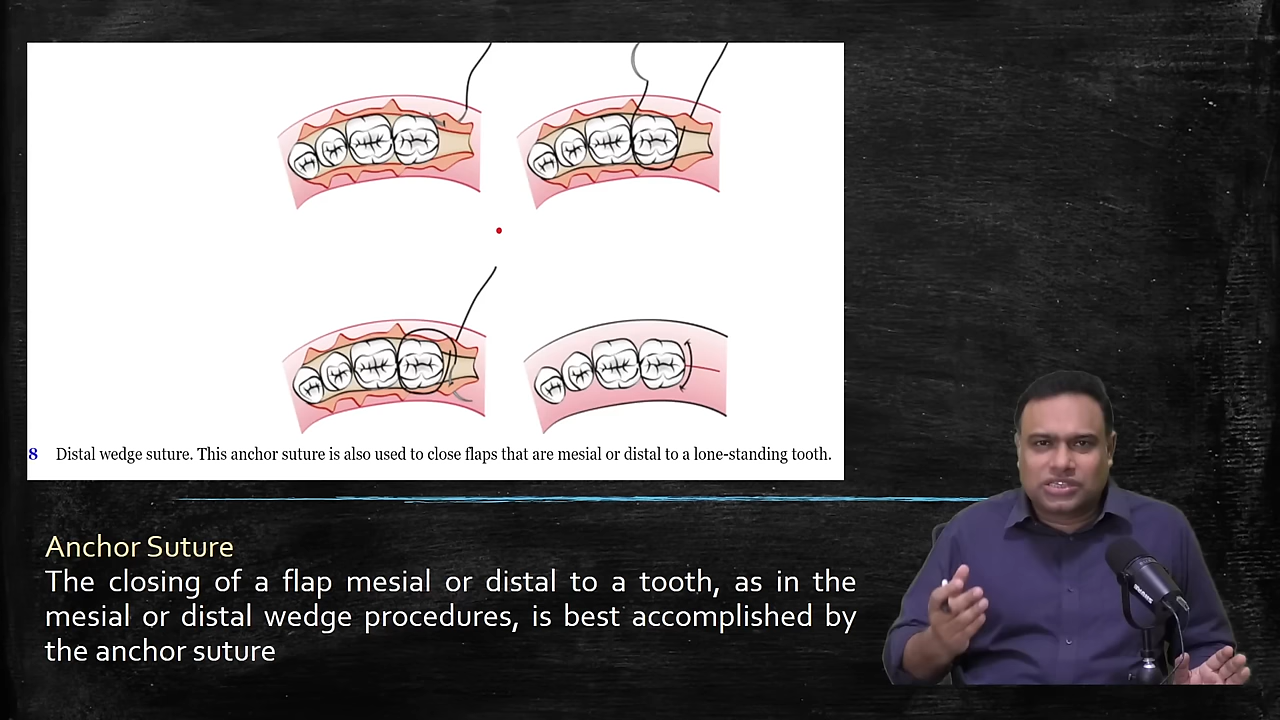 8 Distal wedge suture. This anchor suture is also used to close flaps that are mesial or distal to a lone-standing tooth.
Anchor Suture
The closing of a flap mesial or distal to a tooth, as in the
mesial or distal wedge procedures, is best accomplished by
the anchor suture